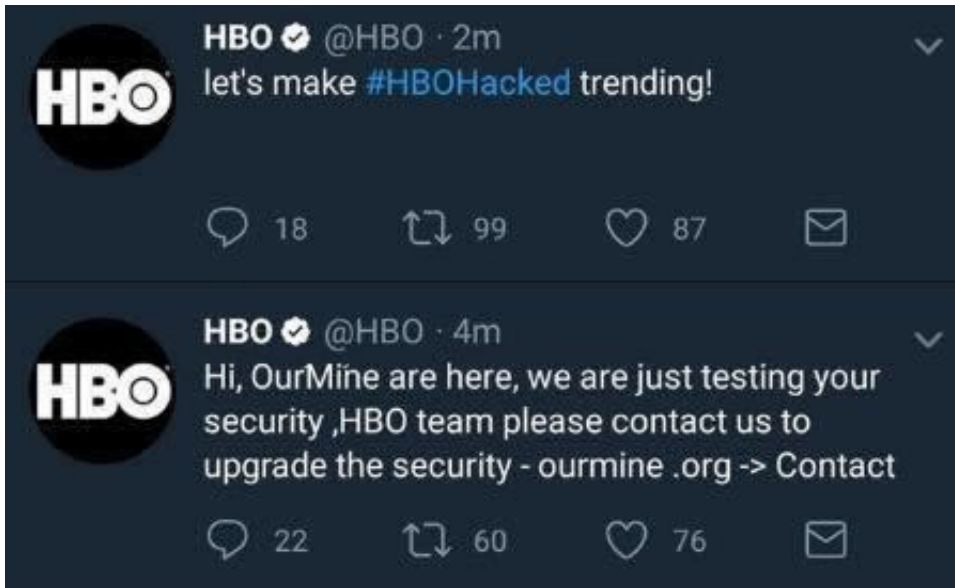 HBO @HBO · 2m
HBO
let's make #HBOHacked trending!
18 99 87
HBO @HBO · 4m
HBO
Hi, OurMine are here, we are just testing your
security ,HBO team please contact us to
upgrade the security - ourmine .org -> Contact
22 60 76